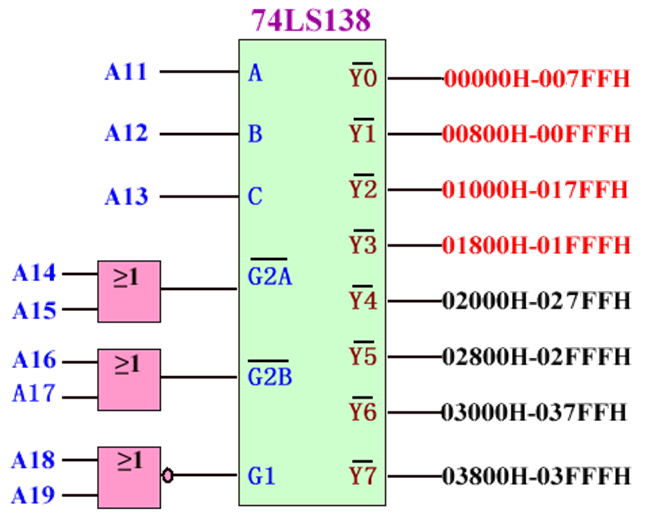 74LS138
A11 A Y0 00000H-007FFH
A12 B Y1 00800H-00FFFH
A13 C Y2 01000H-017FFH
Y3 01800H-01FFFH
A14 ≥1 G2A
A15
Y4 02000H-027FFH
A16 ≥1 G2B Y5 02800H-02FFFH
A17
Y6 03000H-037FFH
A18 ≥1 G1 Y7 03800H-03FFFH
A19